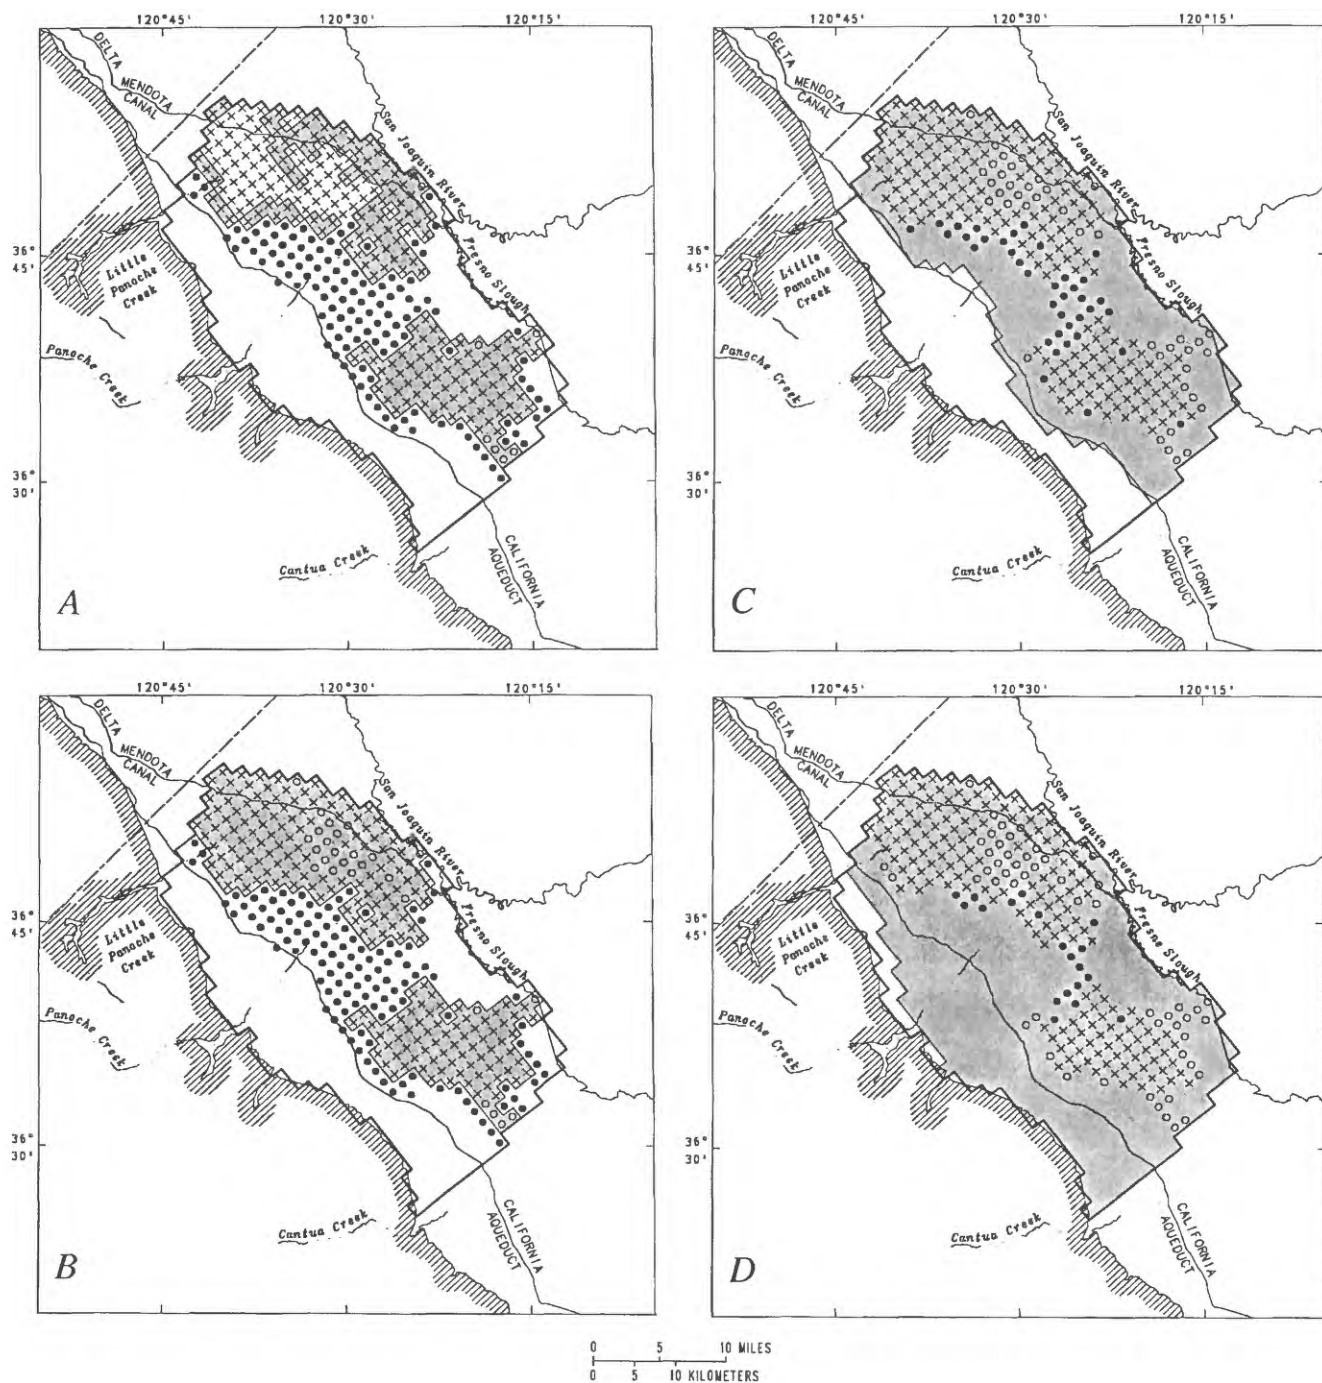 120°45' 120°30' 120°15'
DELTA
MENDOTA
CANAL
San Joaquin River
Fresno Slough
36°
45'
Little
Panoche
Creek
Panoche Creek
36°
30'
Cantua Creek
CALIFORNIA
AQUEDUCT
A
120°45' 120°30' 120°15'
DELTA
MENDOTA
CANAL
San Joaquin River
Fresno Slough
36°
45'
Little
Panoche
Creek
Panoche Creek
36°
30'
Cantua Creek
CALIFORNIA
AQUEDUCT
C
120°45' 120°30' 120°15'
DELTA
MENDOTA
CANAL
San Joaquin River
Fresno Slough
36°
45'
Little
Panoche
Creek
Panoche Creek
36°
30'
Cantua Creek
CALIFORNIA
AQUEDUCT
B
120°45' 120°30' 120°15'
DELTA
MENDOTA
CANAL
San Joaquin River
Fresno Slough
36°
45'
Little
Panoche
Creek
Panoche Creek
36°
30'
Cantua Creek
CALIFORNIA
AQUEDUCT
D
0 5 10 MILES
0 5 10 KILOMETERS